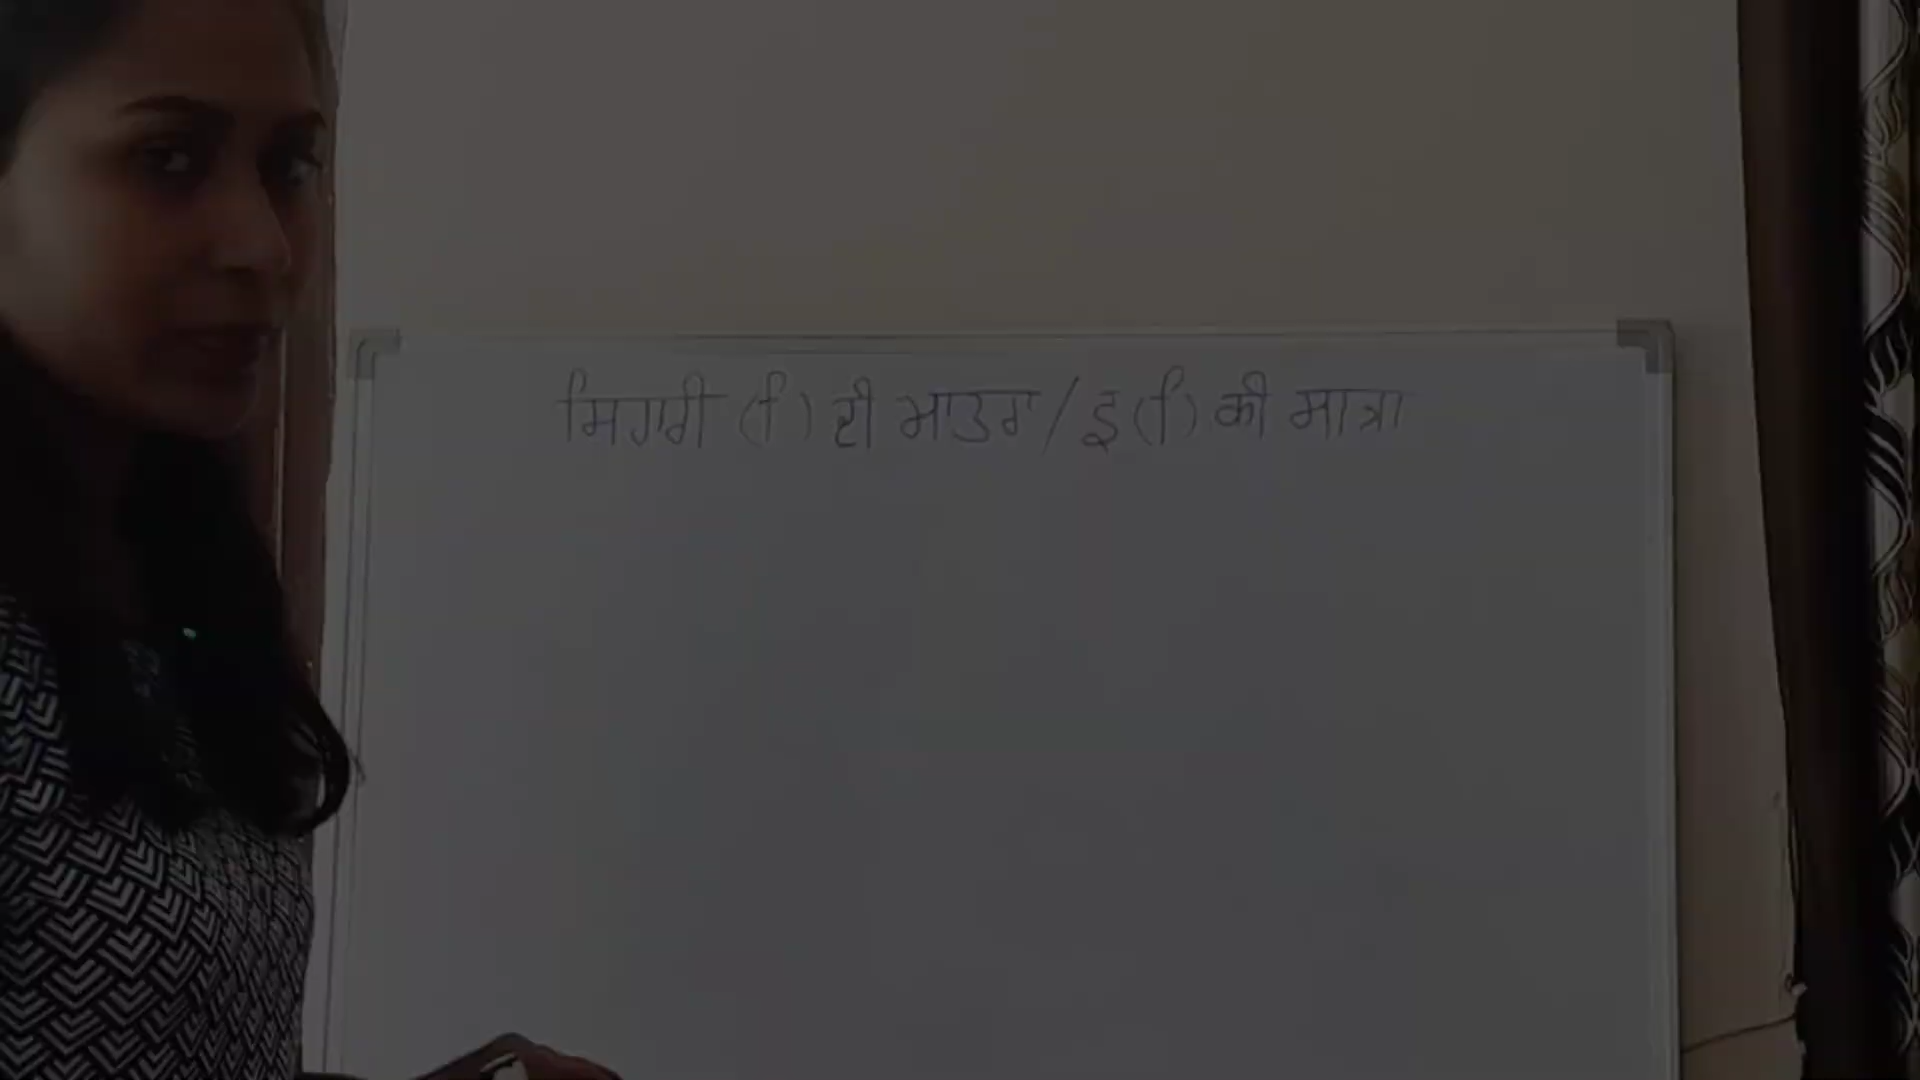 ਸਿਹਾਰੀ (ਿ) ਦੀ ਮਾਤਰਾ / इ (ि) की मात्रा